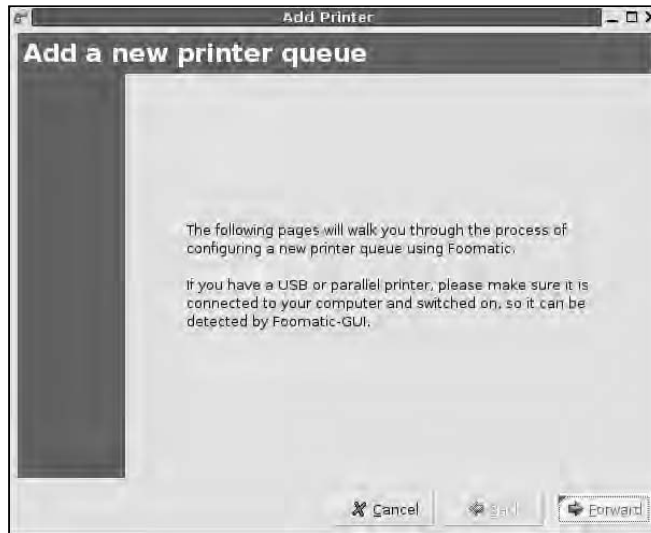 Add Printer
Add a new printer queue
The following pages will walk you through the process of
configuring a new printer queue using Foomatic.
If you have a USB or parallel printer, please make sure it is
connected to your computer and switched on, so it can be
detected by Foomatic-GUI.
Cancel
Back
Forward